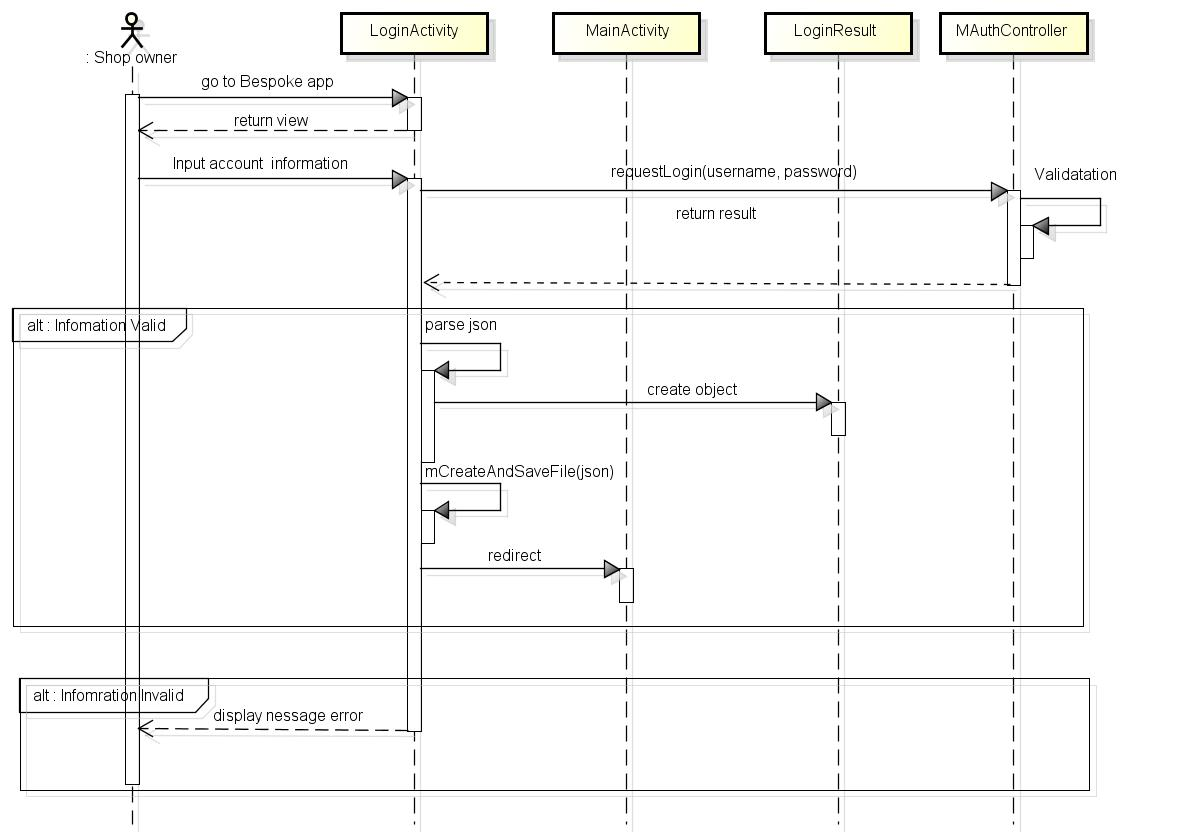 : Shop owner
LoginActivity
MainActivity
LoginResult
MAuthController
go to Bespoke app
return view
Input account  information
requestLogin(username, password)
Validatation
return result
alt : Infomation Valid
parse json
create object
mCreateAndSaveFile(json)
redirect
alt : Infomration Invalid
display nessage error